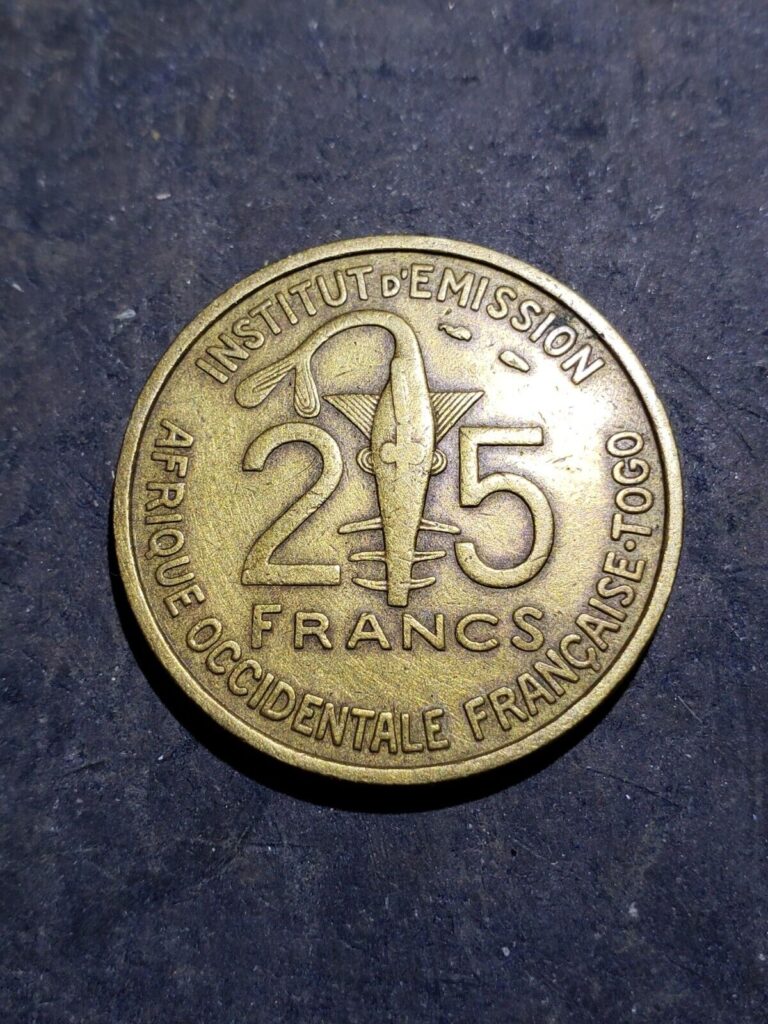 INSTITUT D'EMISSION
25
FRANCS
AFRIQUE OCCIDENTALE FRANÇAISE·TOGO